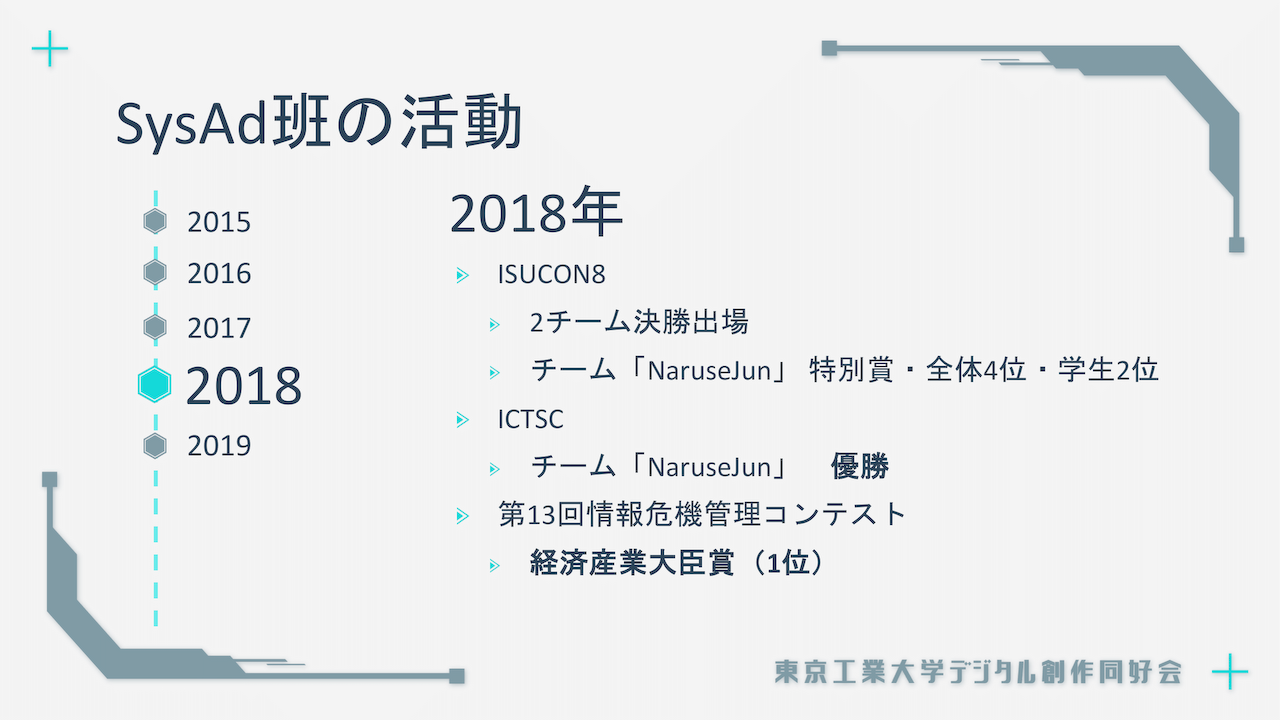 SysAd班の活動
2015
2016
2017
2018
2019
2018年
ISUCON8
2チーム決勝出場
チーム「NaruseJun」 特別賞・全体4位・学生2位
ICTSC
チーム「NaruseJun」　優勝
第13回情報危機管理コンテスト
経済産業大臣賞（1位）
東京工業大学デジタル創作同好会